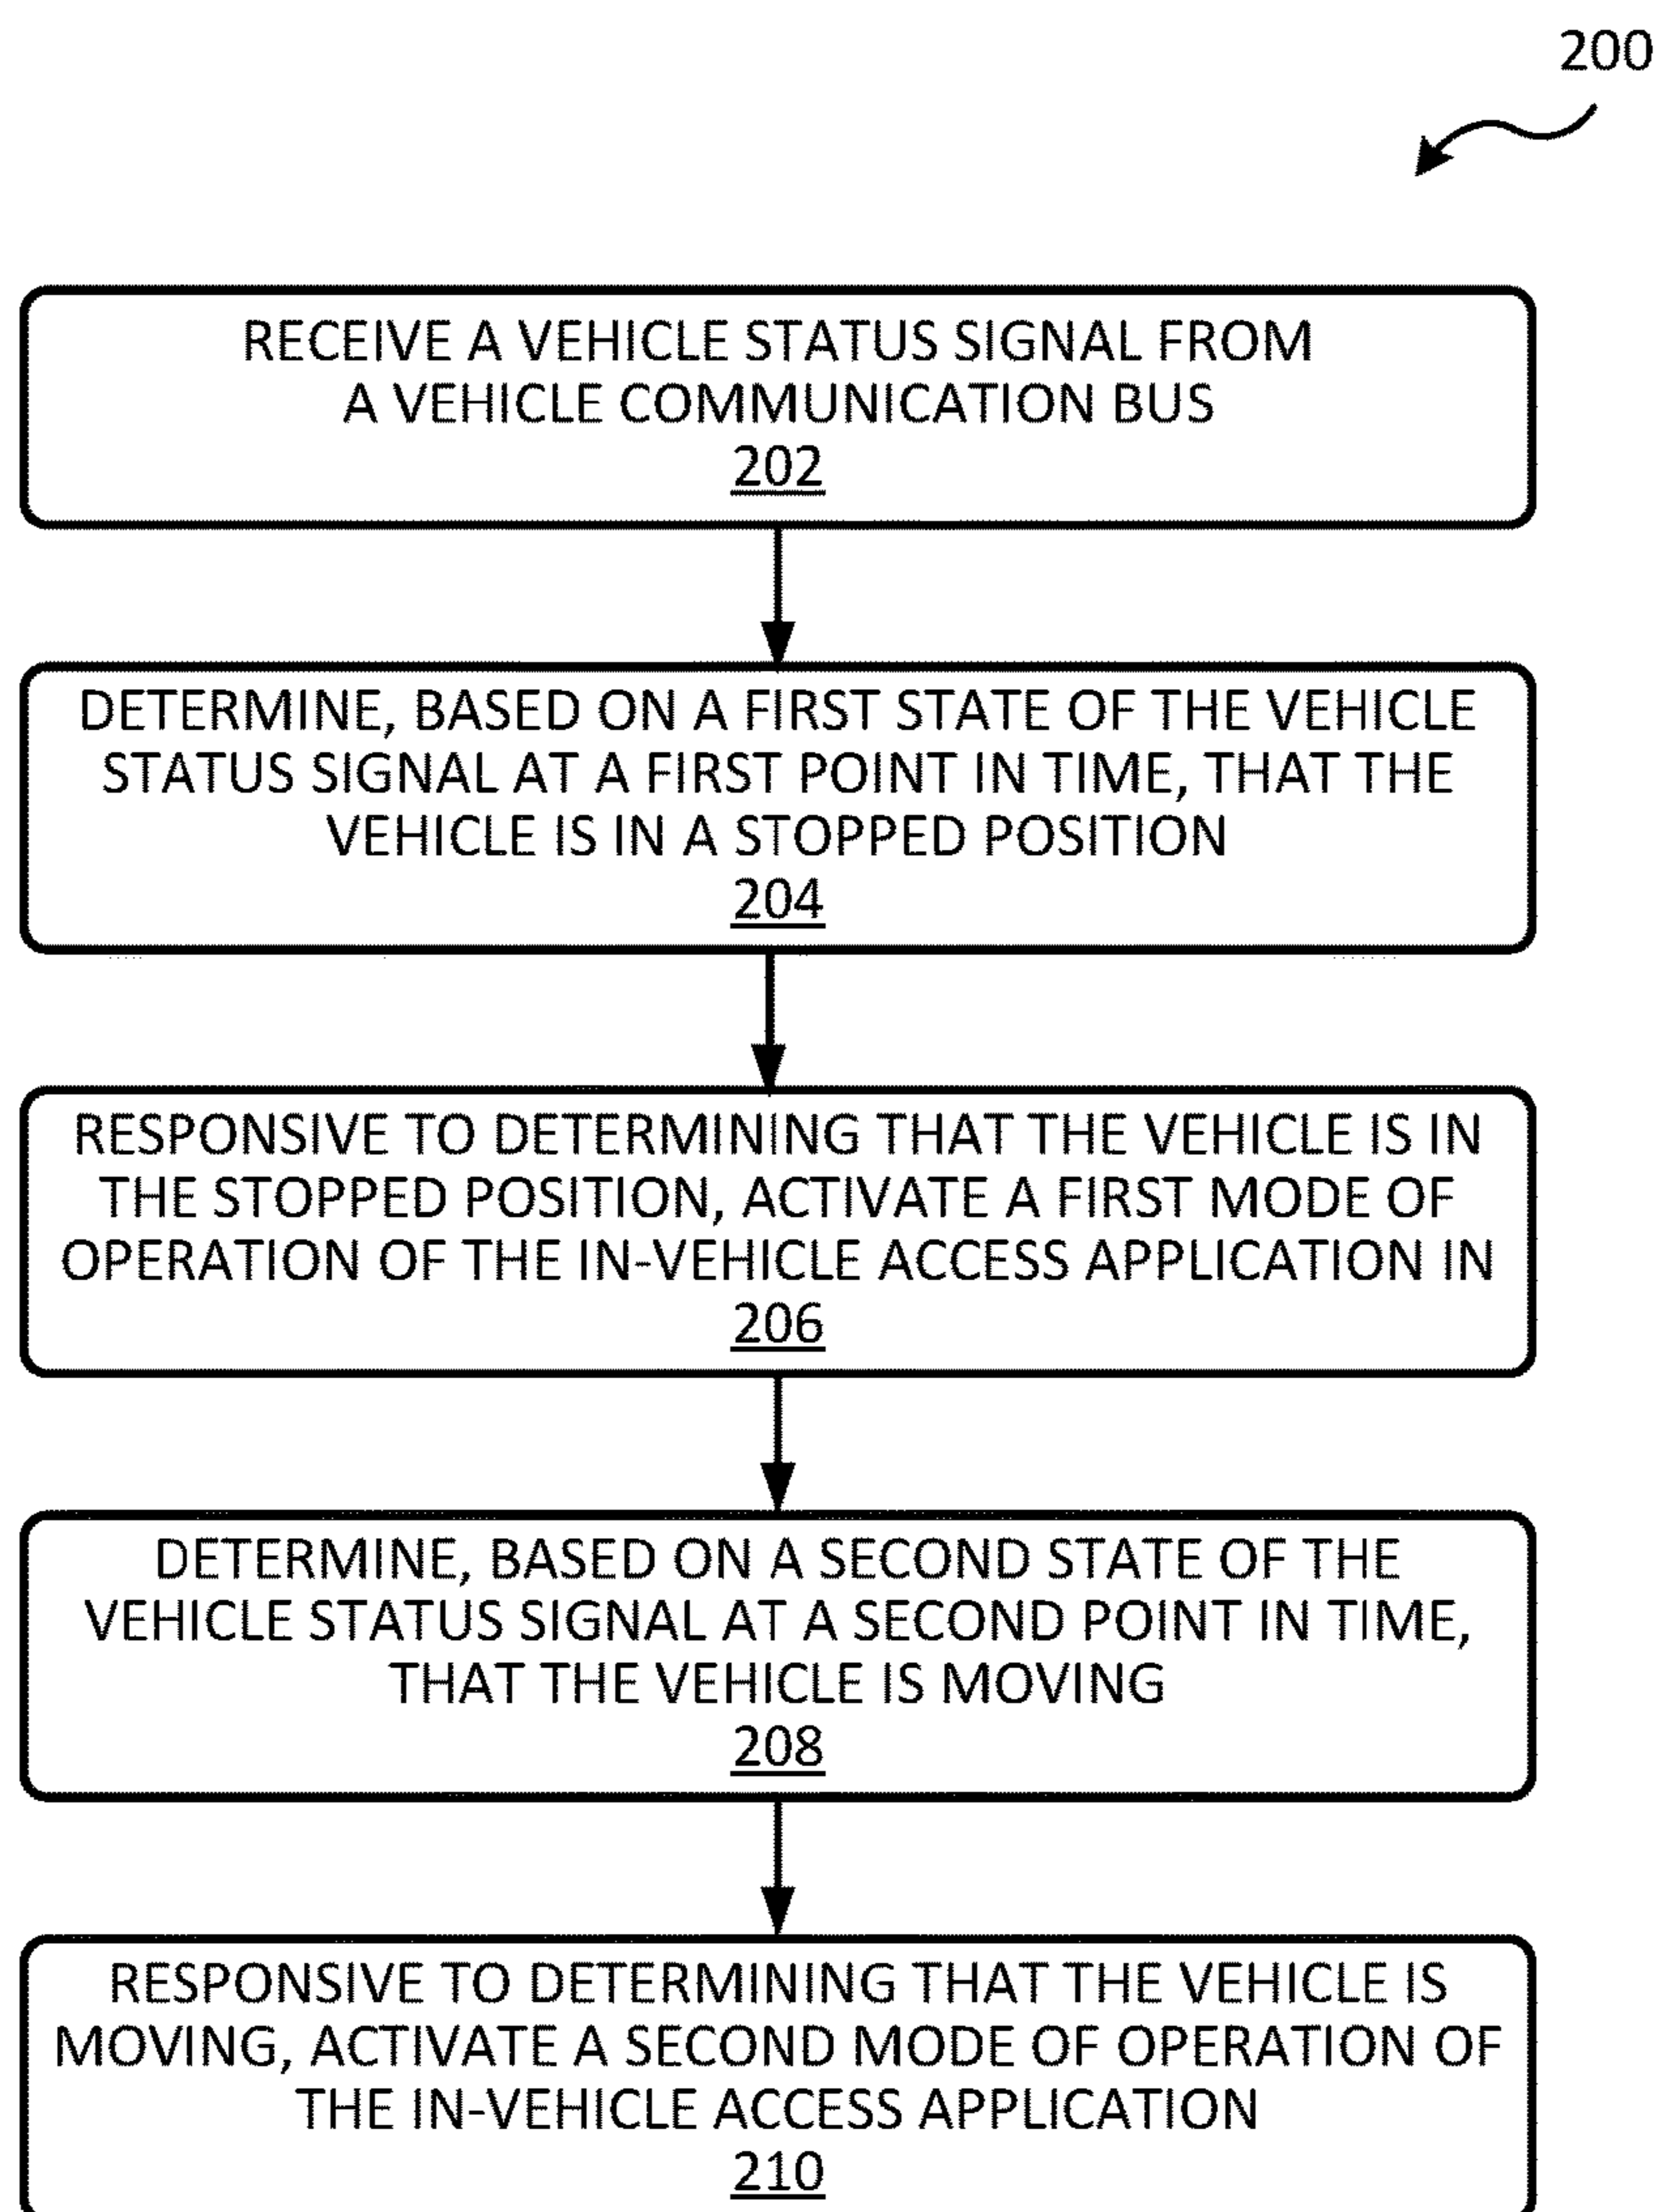 200
RECEIVE A VEHICLE STATUS SIGNAL FROM
A VEHICLE COMMUNICATION BUS
202
DETERMINE, BASED ON A FIRST STATE OF THE VEHICLE
STATUS SIGNAL AT A FIRST POINT IN TIME, THAT THE
VEHICLE IS IN A STOPPED POSITION
204
RESPONSIVE TO DETERMINING THAT THE VEHICLE IS IN
THE STOPPED POSITION, ACTIVATE A FIRST MODE OF
OPERATION OF THE IN-VEHICLE ACCESS APPLICATION IN
206
DETERMINE, BASED ON A SECOND STATE OF THE
VEHICLE STATUS SIGNAL AT A SECOND POINT IN TIME,
THAT THE VEHICLE IS MOVING
208
RESPONSIVE TO DETERMINING THAT THE VEHICLE IS
MOVING, ACTIVATE A SECOND MODE OF OPERATION OF
THE IN-VEHICLE ACCESS APPLICATION
210